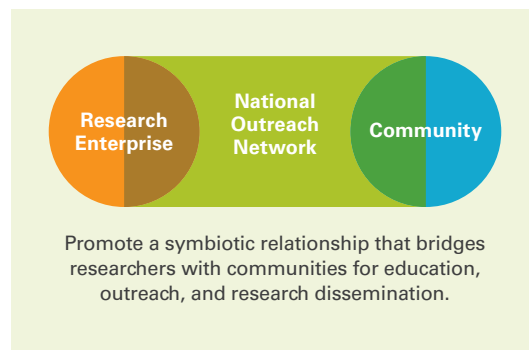 Research
Enterprise
National
Outreach
Network
Community
Promote a symbiotic relationship that bridges
researchers with communities for education,
outreach, and research dissemination.